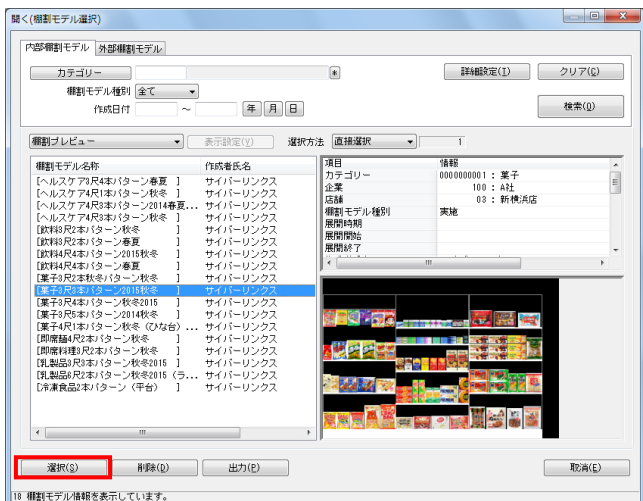 開く(棚割モデル選択)
内部棚割モデル 外部棚割モデル
カテゴリー * 詳細設定(I) クリア(C)
棚割モデル種別 全て
作成日付 ～ 年 月 日 検索(Q)
棚割プレビュー 表示設定(V) 選択方法 直接選択 1
棚割モデル名称 作成者氏名
[ヘルスケア3尺4本パターン春夏 ] サイバーリンクス
[ヘルスケア4尺1本パターン秋冬 ] サイバーリンクス
[ヘルスケア4尺3本パターン2014春夏... サイバーリンクス
[ヘルスケア4尺3本パターン秋冬 ] サイバーリンクス
[飲料3尺2本パターン秋冬 ] サイバーリンクス
[飲料3尺2本パターン春夏 ] サイバーリンクス
[飲料4尺4本パターン2015秋冬 ] サイバーリンクス
[飲料4尺4本パターン春夏 ] サイバーリンクス
[菓子3尺2本秋冬パターン秋冬 ] サイバーリンクス
[菓子3尺3本パターン2015秋冬 ] サイバーリンクス
[菓子3尺4本パターン秋冬2015 ] サイバーリンクス
[菓子3尺5本パターン2014秋冬 ] サイバーリンクス
[菓子4尺1本パターン秋冬（ひな台）... サイバーリンクス
[即席麺4尺2本パターン秋冬 ] サイバーリンクス
[即席料理3尺2本パターン秋冬 ] サイバーリンクス
[乳製品3尺3本パターン秋冬2015 ] サイバーリンクス
[乳製品6尺2本パターン秋冬2015（ラ... サイバーリンクス
[冷凍食品2本パターン（平台） ] サイバーリンクス
項目 情報
カテゴリー 0000000001 : 菓子
企業 100 : A社
店舗 03 : 新横浜店
棚割モデル種別 実施
展開時期
展開開始
展開終了
選択(S) 削除(D) 出力(P) 取消(E)
18 棚割モデル情報を表示しています。